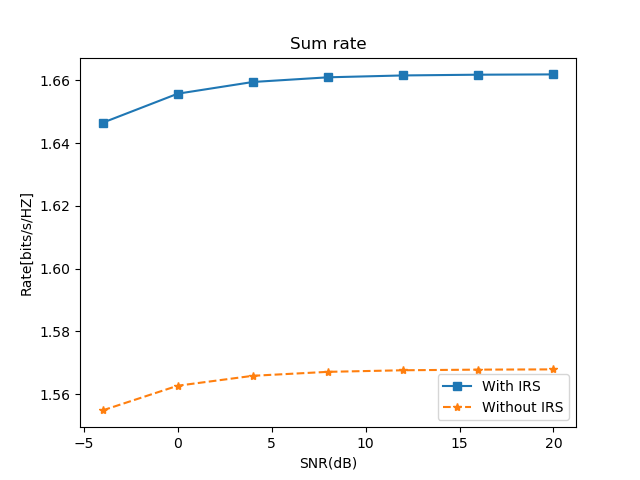 Sum rate
Rate[bits/s/HZ]
1.66
1.64
1.62
1.60
1.58
1.56
With IRS
Without IRS
−5
0
5
10
15
20
SNR(dB)